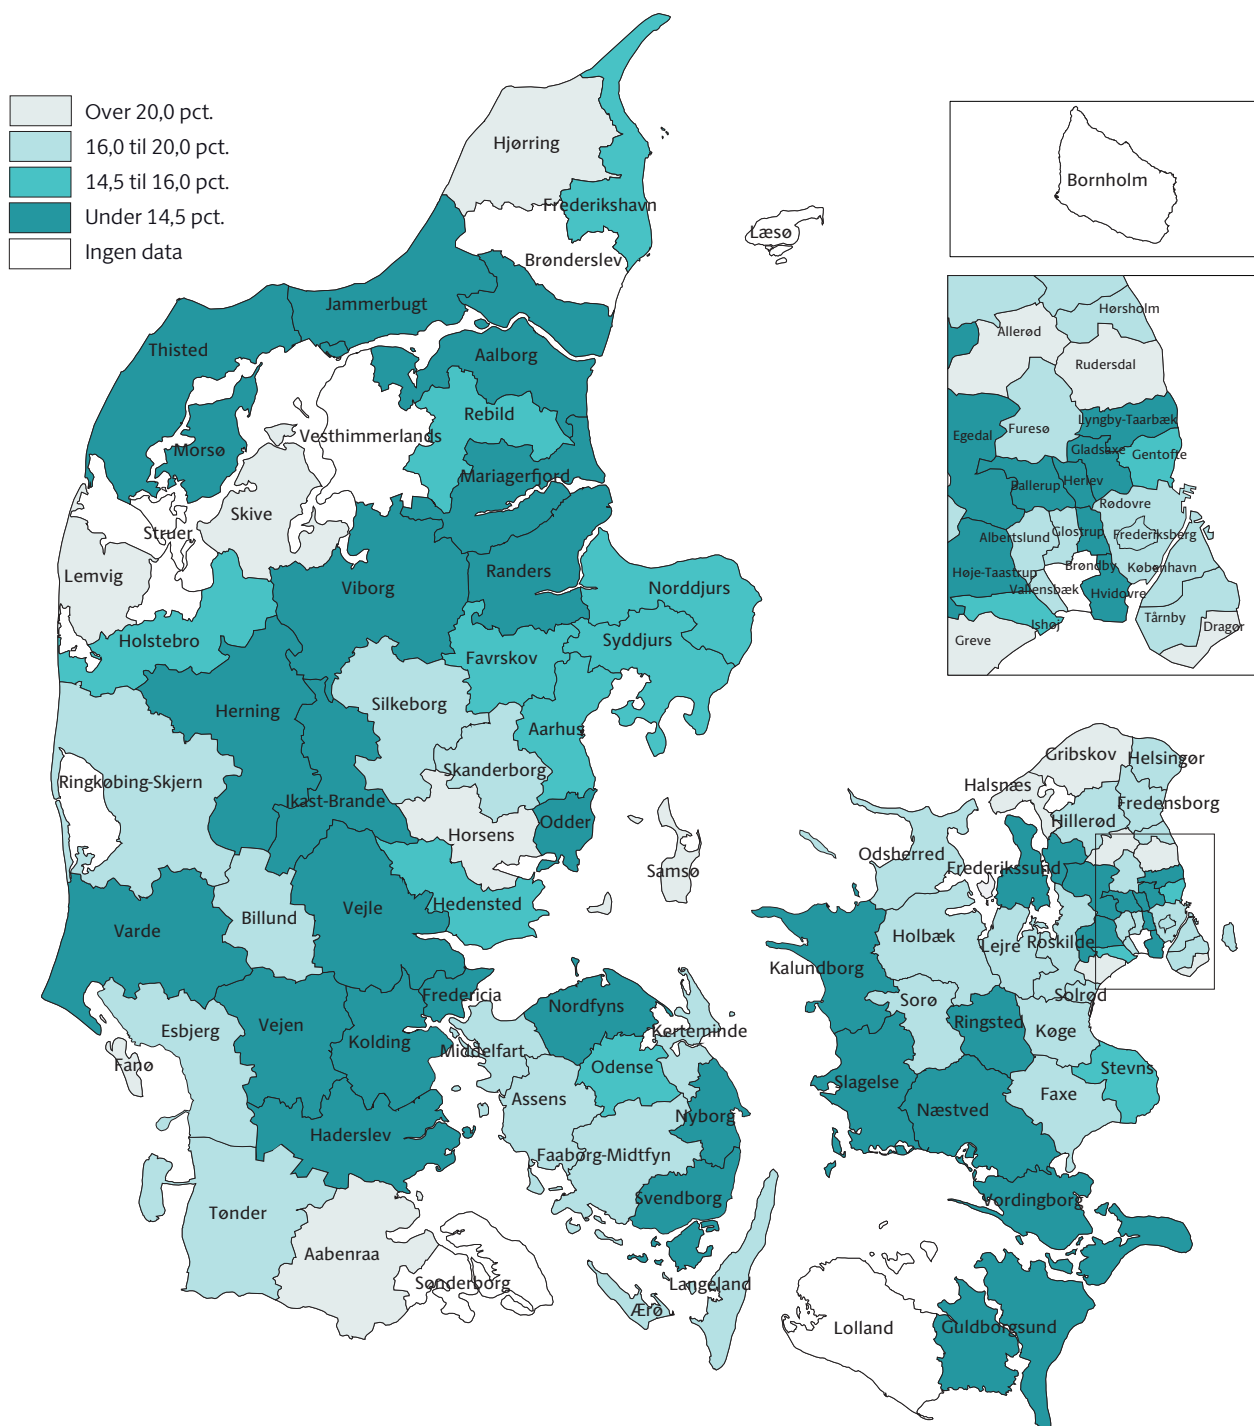 Over 20,0 pct.
16,0 til 20,0 pct.
14,5 til 16,0 pct.
Under 14,5 pct.
Ingen data
Hjørring
Frederikshavn
Læsø
Brønderslev
Jammerbugt
Thisted
Aalborg
Rebild
Vesthimmerlands
Morsø
Mariagerfjord
Skive
Struer
Lemvig
Viborg
Randers
Norddjurs
Holstebro
Syddjurs
Favrskov
Silkeborg
Herning
Aarhus
Skanderborg
Ringkøbing-Skjern
Ikast-Brande
Horsens
Odder
Samsø
Hedensted
Billund
Vejle
Varde
Fredericia
Nordfyns
Esbjerg
Vejen
Kolding
Middelfart
Kerteminde
Fanø
Odense
Assens
Nyborg
Haderslev
Faaborg-Midtfyn
Svendborg
Tønder
Aabenraa
Sønderborg
Langeland
Ærø
Bornholm
Hørsholm
Allerød
Rudersdal
Lyngby-Taarbæk
Furesø
Egedal
Gladsaxe
Gentofte
Ballerup
Herlev
Rødovre
Albertslund
Glostrup
Frederiksberg
Brøndby
København
Høje-Taastrup
Vallensbæk
Hvidovre
Ishøj
Tårnby
Dragør
Greve
Gribskov
Helsingør
Halsnæs
Fredensborg
Hillerød
Odsherred
Frederikssund
Holbæk
Lejre
Roskilde
Kalundborg
Solrød
Sorø
Ringsted
Køge
Stevns
Slagelse
Næstved
Faxe
Vordingborg
Lolland
Guldborgsund